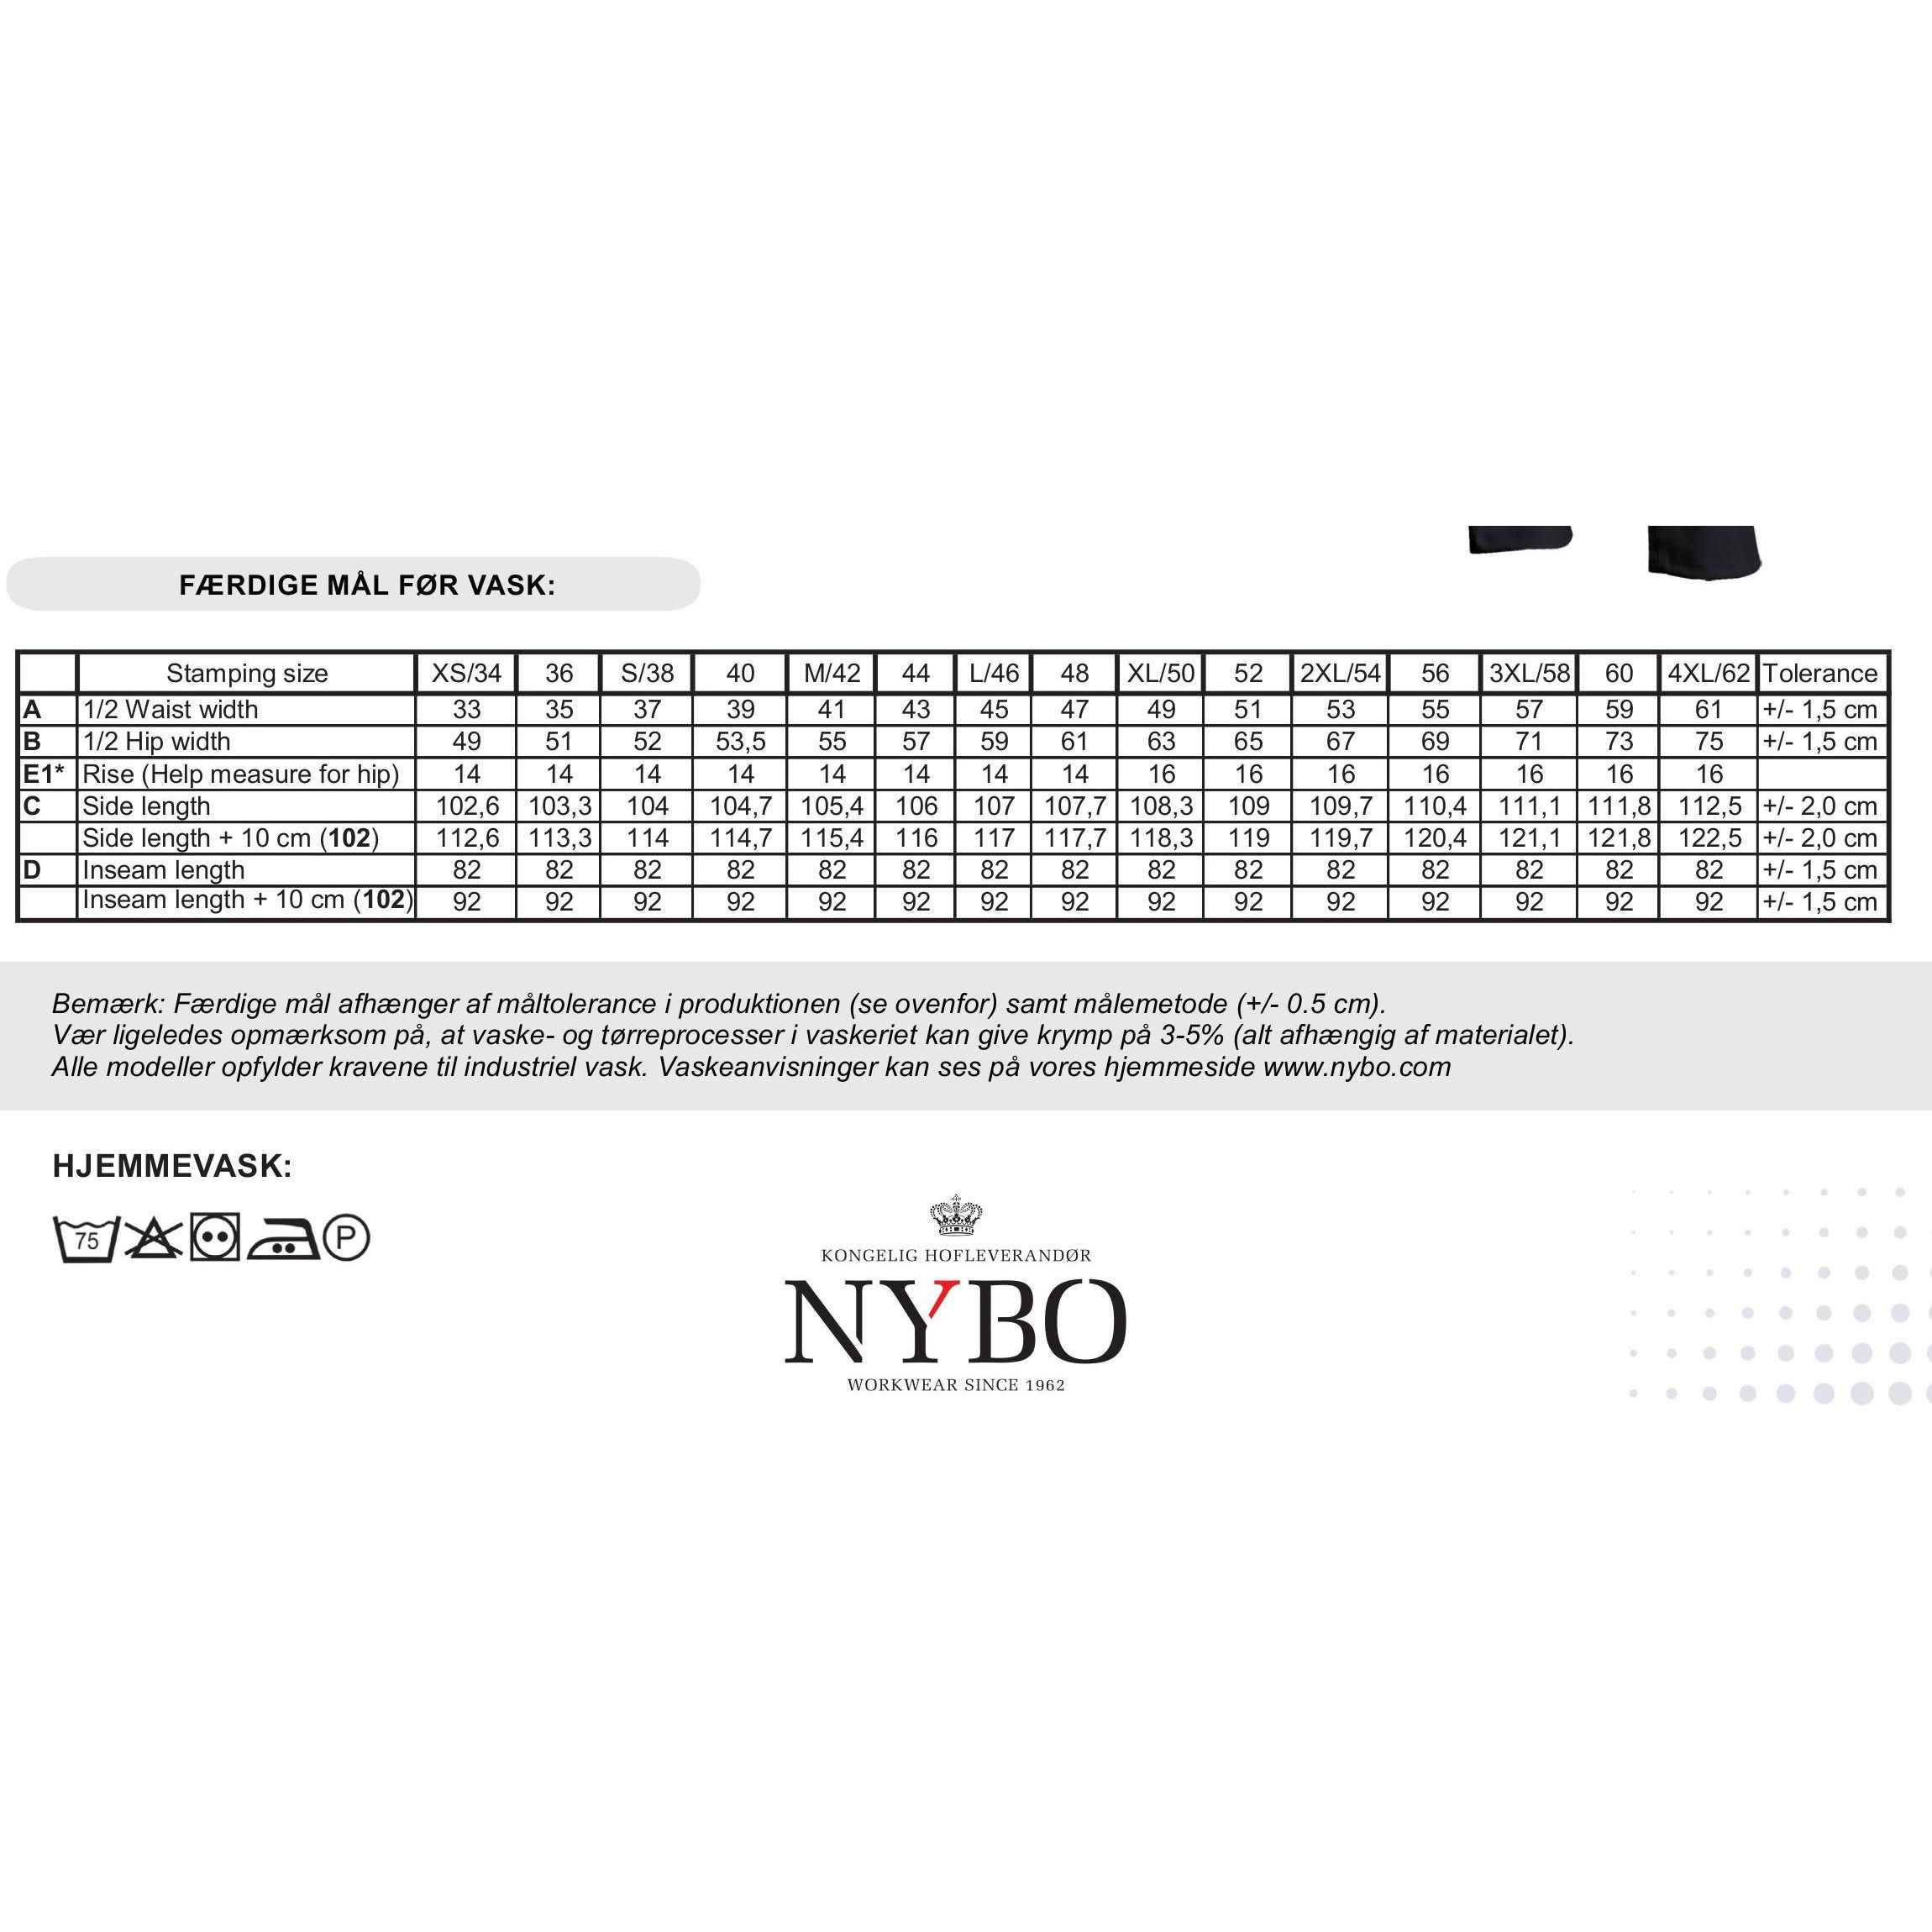 FÆRDIGE MÅL FØR VASK:
Stamping size XS/34 36 S/38 40 M/42 44 L/46 48 XL/50 52 2XL/54 56 3XL/58 60 4XL/62 Tolerance
A 1/2 Waist width 33 35 37 39 41 43 45 47 49 51 53 55 57 59 61 +/- 1,5 cm
B 1/2 Hip width 49 51 52 53,5 55 57 59 61 63 65 67 69 71 73 75 +/- 1,5 cm
E1* Rise (Help measure for hip) 14 14 14 14 14 14 14 14 16 16 16 16 16 16 16
C Side length 102,6 103,3 104 104,7 105,4 106 107 107,7 108,3 109 109,7 110,4 111,1 111,8 112,5 +/- 2,0 cm
Side length + 10 cm (102) 112,6 113,3 114 114,7 115,4 116 117 117,7 118,3 119 119,7 120,4 121,1 121,8 122,5 +/- 2,0 cm
D Inseam length 82 82 82 82 82 82 82 82 82 82 82 82 82 82 82 +/- 1,5 cm
Inseam length + 10 cm (102) 92 92 92 92 92 92 92 92 92 92 92 92 92 92 92 +/- 1,5 cm
Bemærk: Færdige mål afhænger af måltolerance i produktionen (se ovenfor) samt målemetode (+/- 0.5 cm).
Vær ligeledes opmærksom på, at vaske- og tørreprocesser i vaskeriet kan give krymp på 3-5% (alt afhængig af materialet).
Alle modeller opfylder kravene til industriel vask. Vaskeanvisninger kan ses på vores hjemmeside www.nybo.com
HJEMMEVASK:
75 P
KONGELIG HOFLEVERANDØR
NYBO
WORKWEAR SINCE 1962